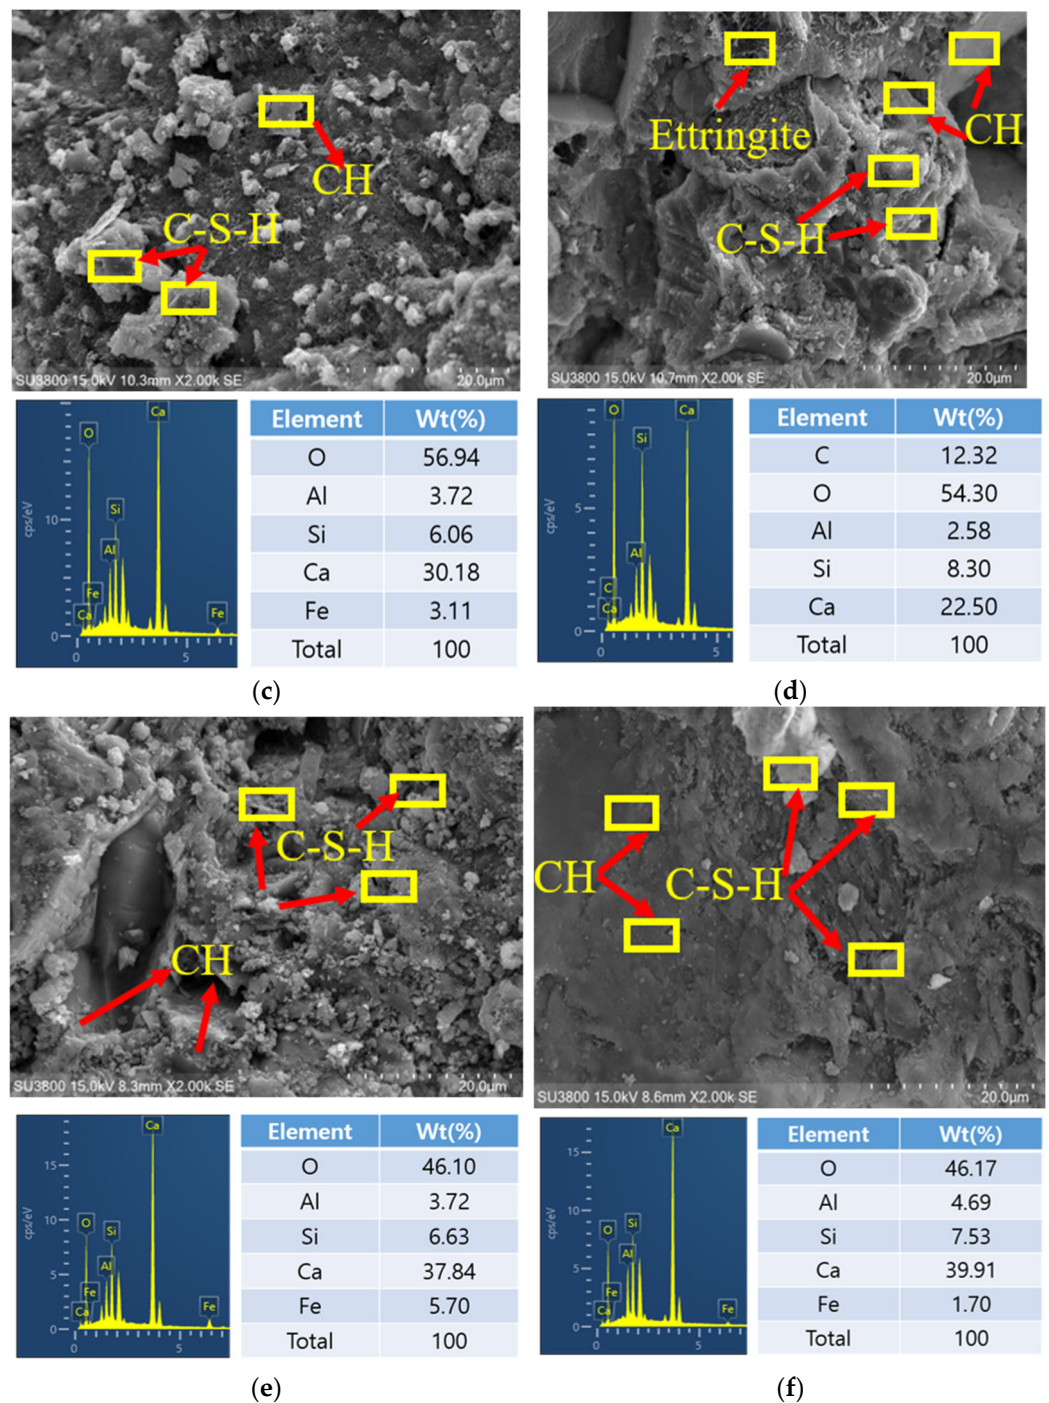 CH
C-S-H
SU3800 15.0kV 10.3mm X2.00k SE 20.0µm
Ettringite
CH
C-S-H
SU3800 15.0kV 10.7mm X2.00k SE 20.0µm
cps/eV
10
0
0 5
O
Ca
Si
Al
Fe
Ca
Fe
Element Wt(%)
O 56.94
Al 3.72
Si 6.06
Ca 30.18
Fe 3.11
Total 100
(c)
cps/eV
5
0
0 5
O
Ca
Si
Al
C
Ca
Element Wt(%)
C 12.32
O 54.30
Al 2.58
Si 8.30
Ca 22.50
Total 100
(d)
C-S-H
CH
SU3800 15.0kV 8.3mm X2.00k SE 20.0µm
CH
C-S-H
SU3800 15.0kV 8.6mm X2.00k SE 20.0µm
cps/eV
15
10
5
0
0 5
Ca
O
Si
Al
Fe
Ca
Fe
Element Wt(%)
O 46.10
Al 3.72
Si 6.63
Ca 37.84
Fe 5.70
Total 100
(e)
cps/eV
15
10
5
0
0 5
Ca
O
Si
Al
Fe
Ca
Fe
Element Wt(%)
O 46.17
Al 4.69
Si 7.53
Ca 39.91
Fe 1.70
Total 100
(f)